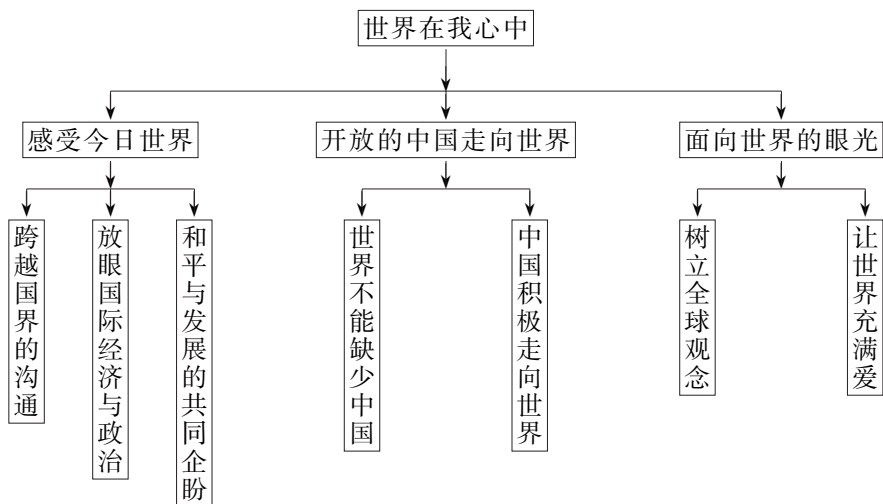 世界在我心中
感受今日世界
开放的中国走向世界
面向世界的眼光
跨越国界的沟通
放眼国际经济与政治
和平与发展的共同企盼
世界不能缺少中国
中国积极走向世界
树立全球观念
让世界充满爱